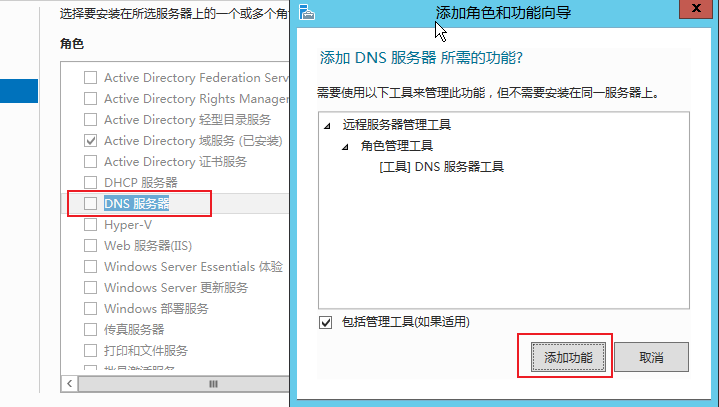 选择要安装在所选服务器上的一个或多个角
角色
Active Directory Federation Serv
Active Directory Rights Manager
Active Directory 轻型目录服务
Active Directory 域服务 (已安装)
Active Directory 证书服务
DHCP 服务器
DNS 服务器
Hyper-V
Web 服务器(IIS)
Windows Server Essentials 体验
Windows Server 更新服务
Windows 部署服务
传真服务器
打印和文件服务
批量激活服务
添加角色和功能向导
添加 DNS 服务器 所需的功能?
需要使用以下工具来管理此功能，但不需要安装在同一服务器上。
远程服务器管理工具
角色管理工具
[工具] DNS 服务器工具
包括管理工具(如果适用)
添加功能
取消